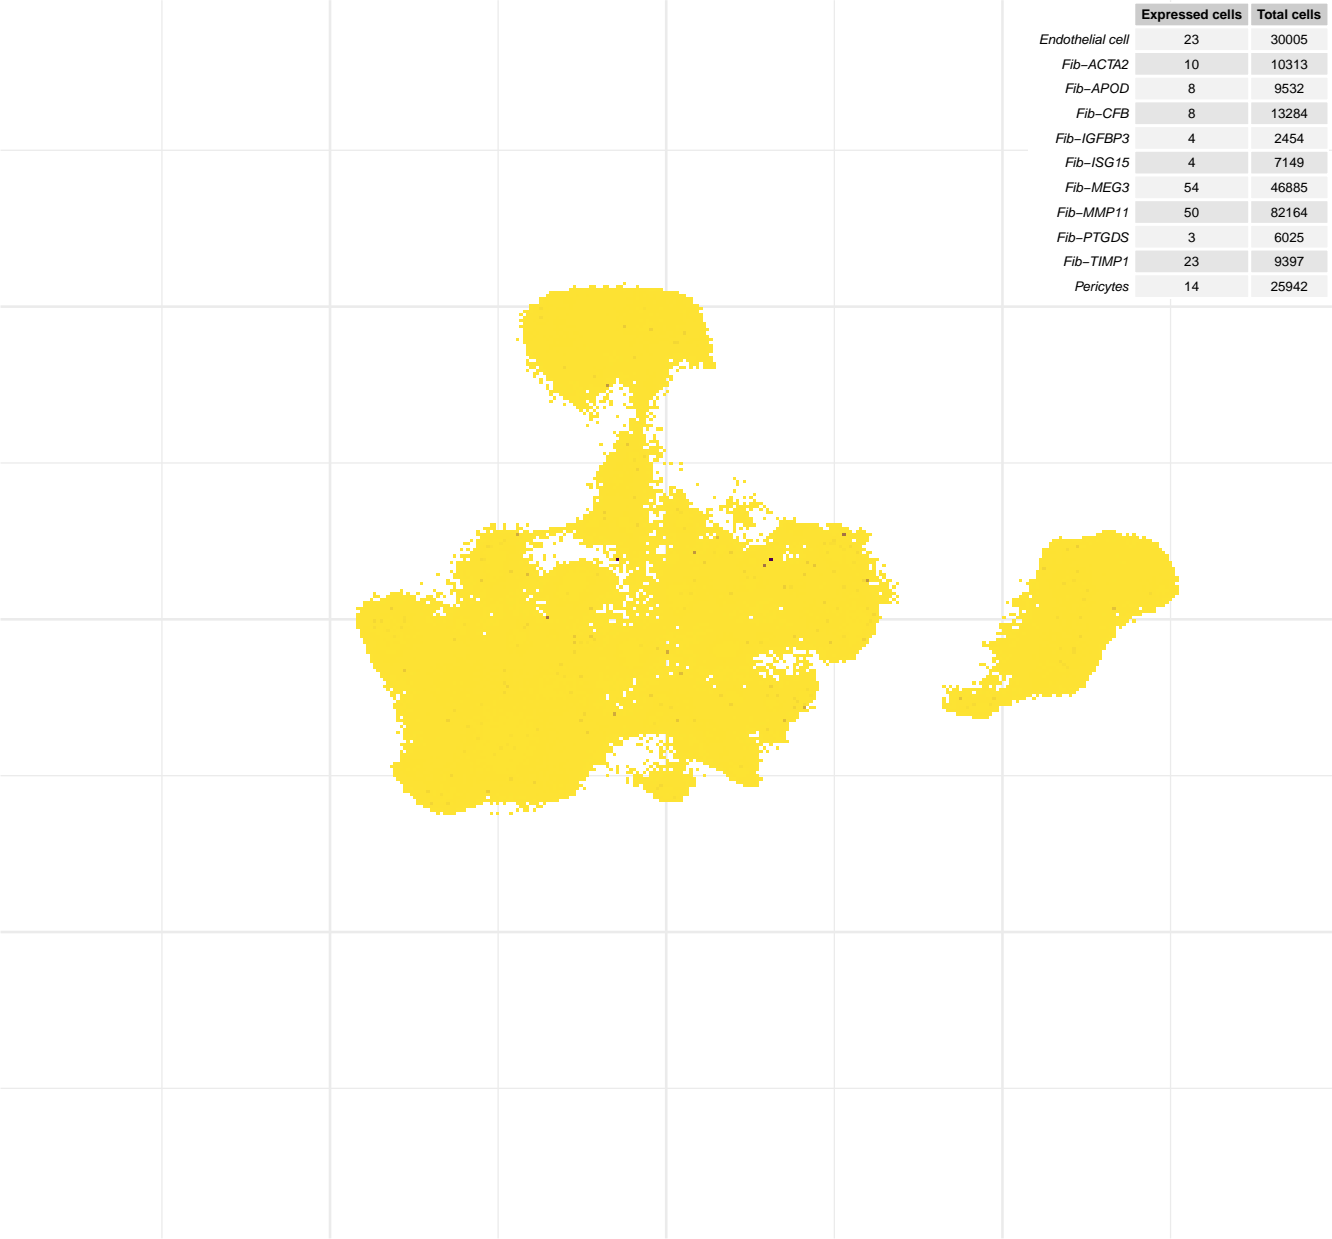 Expressed cells Total cells
Endothelial cell 23 30005
Fib−ACTA2 10 10313
Fib−APOD 8 9532
Fib−CFB 8 13284
Fib−IGFBP3 4 2454
Fib−ISG15 4 7149
Fib−MEG3 54 46885
Fib−MMP11 50 82164
Fib−PTGDS 3 6025
Fib−TIMP1 23 9397
Pericytes 14 25942